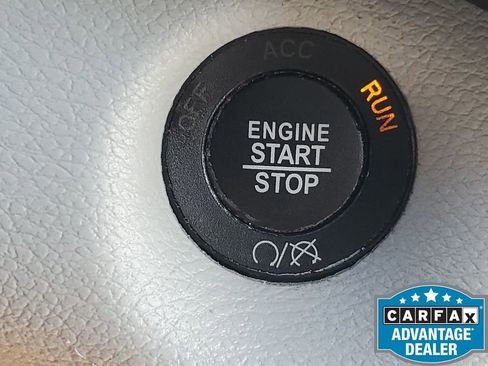 OFF
ACC
RUN
ENGINE
START
STOP
CARFAX
ADVANTAGE
DEALER